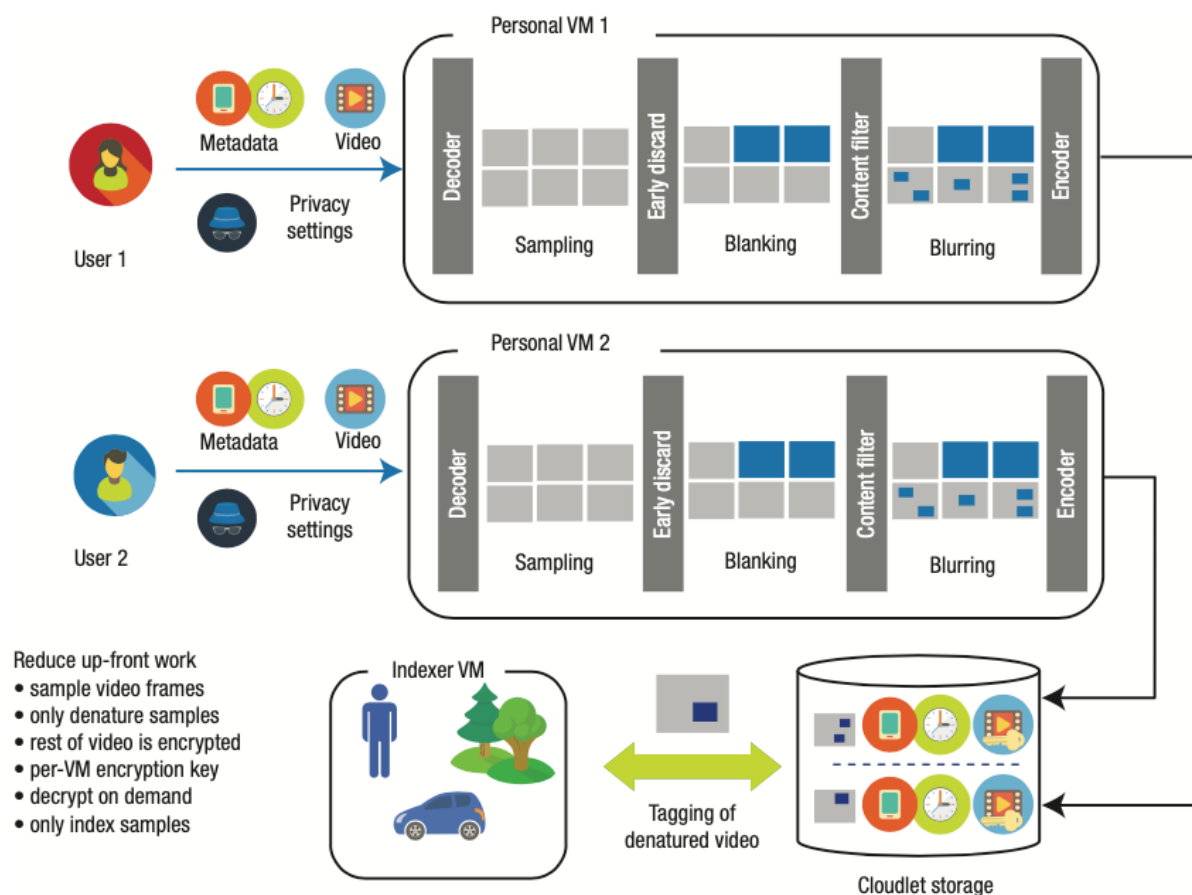 Personal VM 1
Metadata
Video
Privacy
settings
User 1
Decoder
Sampling
Early discard
Blanking
Content filter
Blurring
Encoder
Personal VM 2
Metadata
Video
Privacy
settings
User 2
Decoder
Sampling
Early discard
Blanking
Content filter
Blurring
Encoder
Reduce up-front work
• sample video frames
• only denature samples
• rest of video is encrypted
• per-VM encryption key
• decrypt on demand
• only index samples
Indexer VM
Tagging of
denatured video
Cloudlet storage